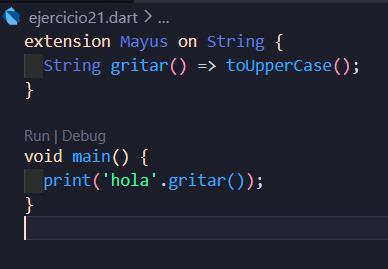 ejercicio21.dart > ...
extension Mayus on String {
  String gritar() => toUpperCase();
}
Run | Debug
void main() {
  print('hola'.gritar());
}